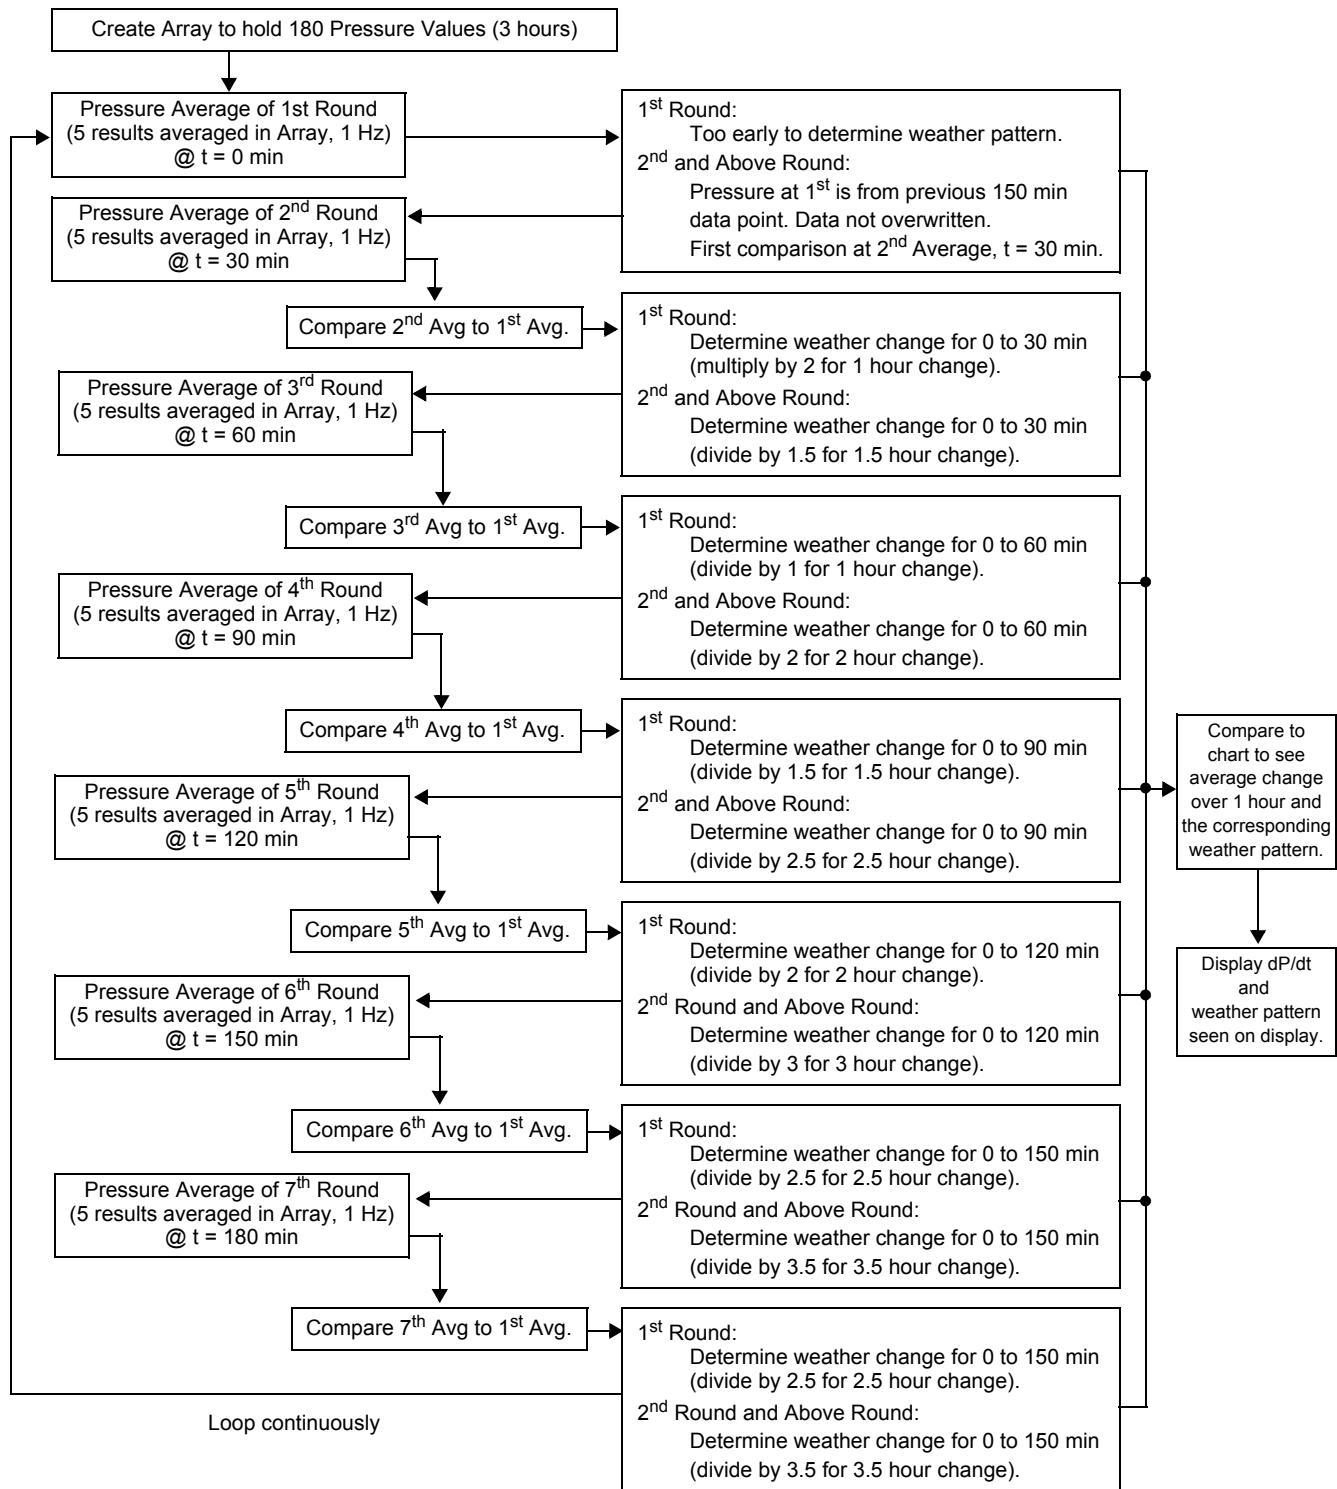 Create Array to hold 180 Pressure Values (3 hours)
Pressure Average of 1st Round
(5 results averaged in Array, 1 Hz)
@ t = 0 min
1st Round:
Too early to determine weather pattern.
2nd and Above Round:
Pressure at 1st is from previous 150 min
data point. Data not overwritten.
First comparison at 2nd Average, t = 30 min.
Pressure Average of 2nd Round
(5 results averaged in Array, 1 Hz)
@ t = 30 min
Compare 2nd Avg to 1st Avg.
1st Round:
Determine weather change for 0 to 30 min
(multiply by 2 for 1 hour change).
2nd and Above Round:
Determine weather change for 0 to 30 min
(divide by 1.5 for 1.5 hour change).
Pressure Average of 3rd Round
(5 results averaged in Array, 1 Hz)
@ t = 60 min
Compare 3rd Avg to 1st Avg.
1st Round:
Determine weather change for 0 to 60 min
(divide by 1 for 1 hour change).
2nd and Above Round:
Determine weather change for 0 to 60 min
(divide by 2 for 2 hour change).
Pressure Average of 4th Round
(5 results averaged in Array, 1 Hz)
@ t = 90 min
Compare 4th Avg to 1st Avg.
1st Round:
Determine weather change for 0 to 90 min
(divide by 1.5 for 1.5 hour change).
2nd and Above Round:
Determine weather change for 0 to 90 min
(divide by 2.5 for 2.5 hour change).
Pressure Average of 5th Round
(5 results averaged in Array, 1 Hz)
@ t = 120 min
Compare 5th Avg to 1st Avg.
1st Round:
Determine weather change for 0 to 120 min
(divide by 2 for 2 hour change).
2nd Round and Above Round:
Determine weather change for 0 to 120 min
(divide by 3 for 3 hour change).
Pressure Average of 6th Round
(5 results averaged in Array, 1 Hz)
@ t = 150 min
Compare 6th Avg to 1st Avg.
1st Round:
Determine weather change for 0 to 150 min
(divide by 2.5 for 2.5 hour change).
2nd Round and Above Round:
Determine weather change for 0 to 150 min
(divide by 3.5 for 3.5 hour change).
Pressure Average of 7th Round
(5 results averaged in Array, 1 Hz)
@ t = 180 min
Compare 7th Avg to 1st Avg.
1st Round:
Determine weather change for 0 to 150 min
(divide by 2.5 for 2.5 hour change).
2nd Round and Above Round:
Determine weather change for 0 to 150 min
(divide by 3.5 for 3.5 hour change).
Loop continuously
Compare to
chart to see
average change
over 1 hour and
the corresponding
weather pattern.
Display dP/dt
and
weather pattern
seen on display.